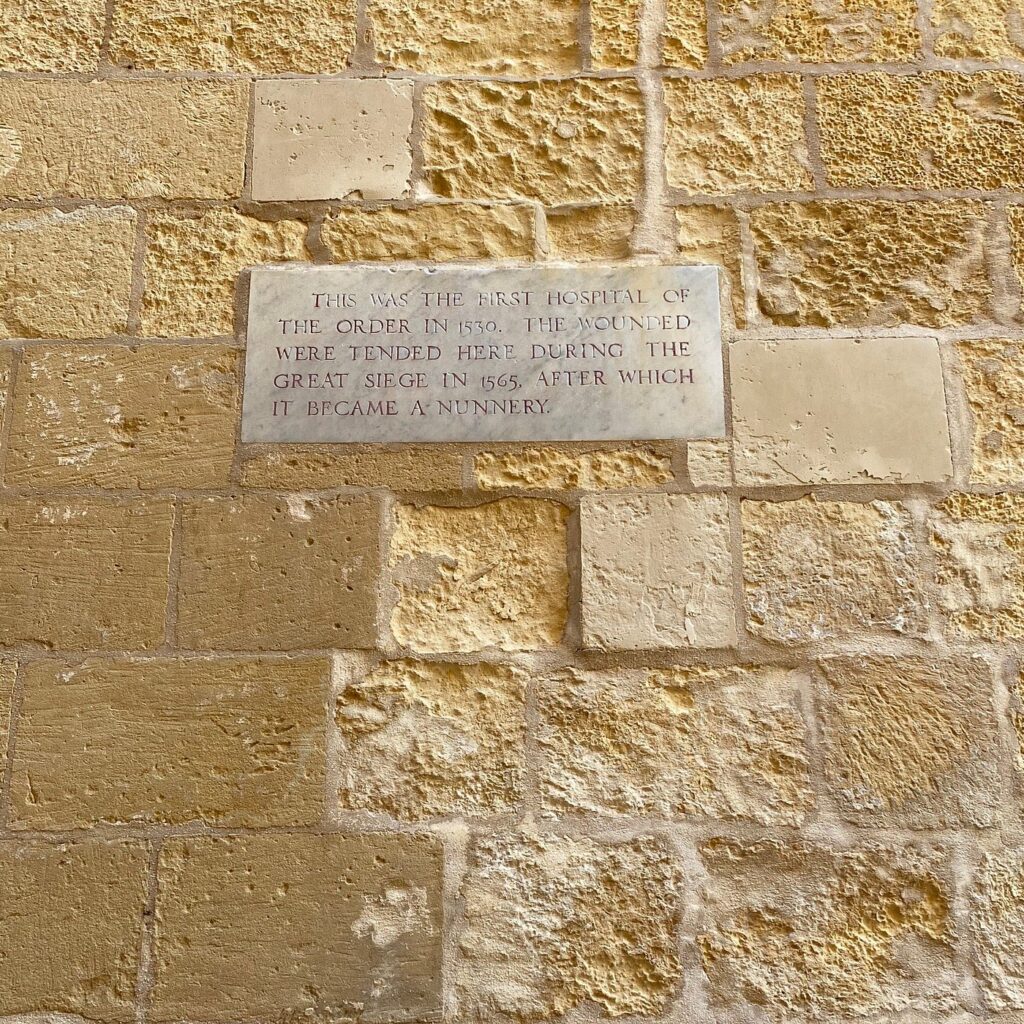 THIS WAS THE FIRST HOSPITAL OF
THE ORDER IN 1530. THE WOUNDED
WERE TENDED HERE DURING THE
GREAT SIEGE IN 1565, AFTER WHICH
IT BECAME A NUNNERY.